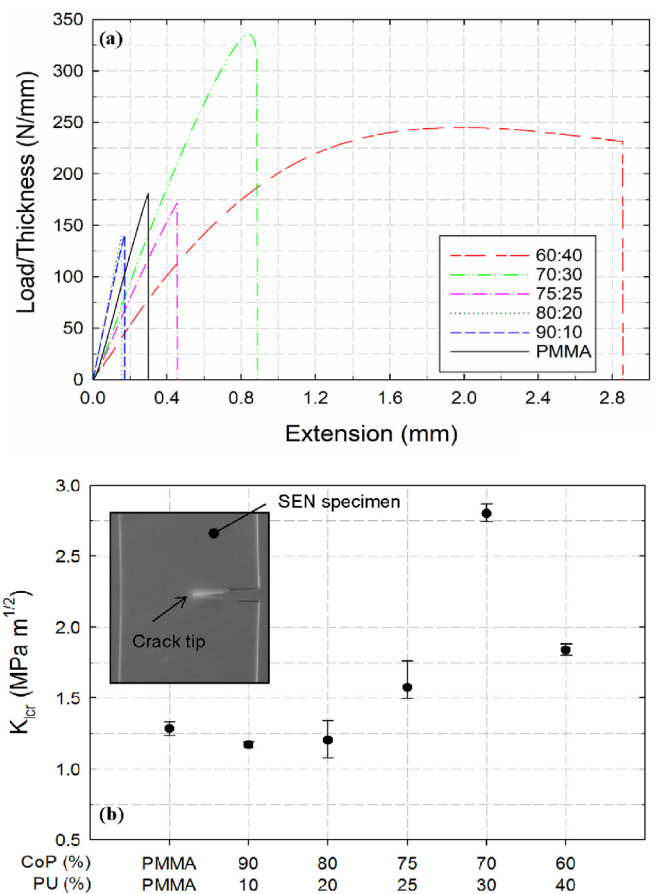 (a)
350
300
250
200
150
100
50
0
Load/Thickness (N/mm)
60:40
70:30
75:25
80:20
90:10
PMMA
0.0 0.4 0.8 1.2 1.6 2.0 2.4 2.8
Extension (mm)
3.0
2.5
2.0
1.5
1.0
0.5
K_Icr (MPa m^1/2)
SEN specimen
Crack tip
(b)
CoP (%) PMMA 90 80 75 70 60
PU (%) PMMA 10 20 25 30 40